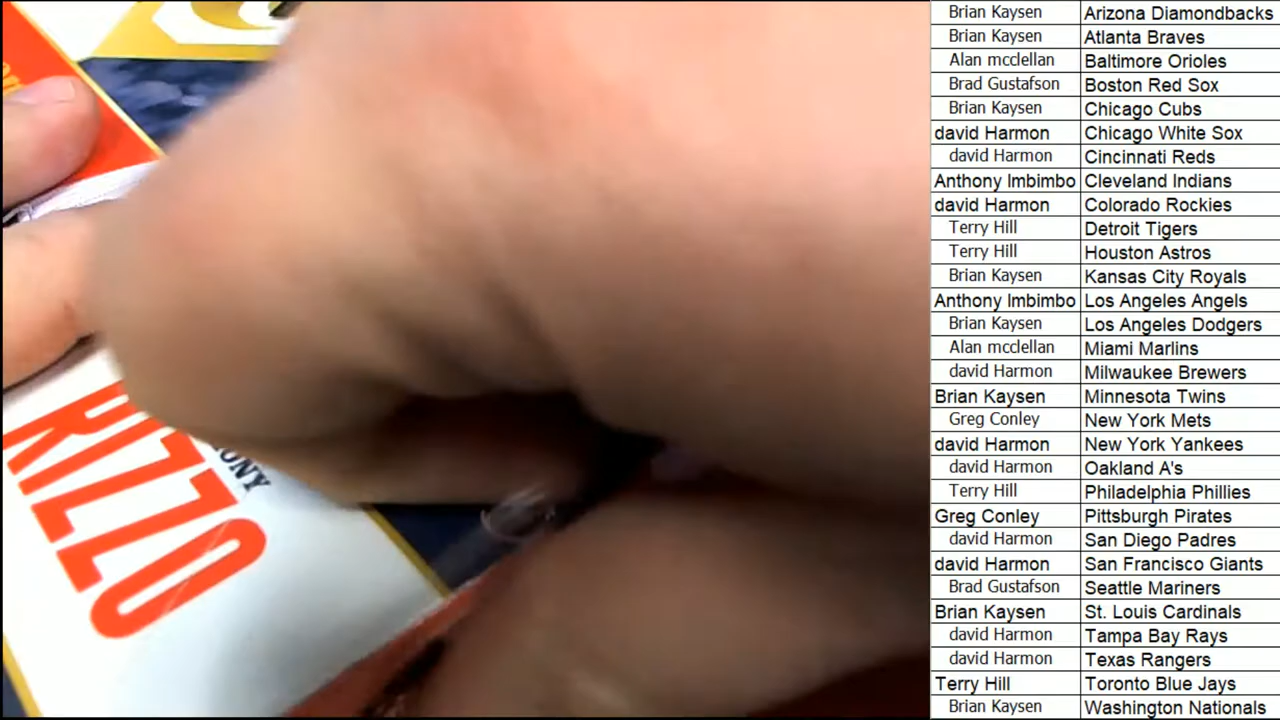 RIZZO
Brian Kaysen Arizona Diamondbacks
Brian Kaysen Atlanta Braves
Alan mcclellan Baltimore Orioles
Brad Gustafson Boston Red Sox
Brian Kaysen Chicago Cubs
david Harmon Chicago White Sox
david Harmon Cincinnati Reds
Anthony Imbimbo Cleveland Indians
david Harmon Colorado Rockies
Terry Hill Detroit Tigers
Terry Hill Houston Astros
Brian Kaysen Kansas City Royals
Anthony Imbimbo Los Angeles Angels
Brian Kaysen Los Angeles Dodgers
Alan mcclellan Miami Marlins
david Harmon Milwaukee Brewers
Brian Kaysen Minnesota Twins
Greg Conley New York Mets
david Harmon New York Yankees
david Harmon Oakland A's
Terry Hill Philadelphia Phillies
Greg Conley Pittsburgh Pirates
david Harmon San Diego Padres
david Harmon San Francisco Giants
Brad Gustafson Seattle Mariners
Brian Kaysen St. Louis Cardinals
david Harmon Tampa Bay Rays
david Harmon Texas Rangers
Terry Hill Toronto Blue Jays
Brian Kaysen Washington Nationals